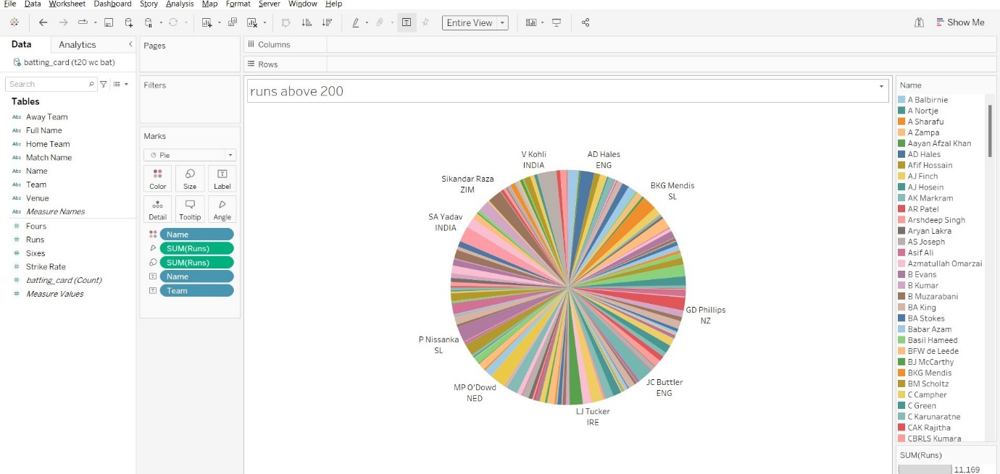 File Data Worksheet Dashboard Story Analysis Map Format Server Window Help
Entire View
Show Me
Data Analytics
batting_card (t20 wc bat)
Search
Tables
Abc Away Team
Abc Full Name
Abc Home Team
Abc Match Name
Abc Name
Abc Team
Abc Venue
Abc Measure Names
# Fours
# Runs
# Sixes
# Strike Rate
# batting_card (Count)
# Measure Values
Pages
Filters
Marks
Pie
Color Size Label
Detail Tooltip Angle
Name
SUM(Runs)
SUM(Runs)
Name
Team
Columns
Rows
runs above 200
V Kohli
INDIA
AD Hales
ENG
Sikandar Raza
ZIM
BKG Mendis
SL
SA Yadav
INDIA
GD Phillips
NZ
P Nissanka
SL
JC Buttler
ENG
MP O'Dowd
NED
LJ Tucker
IRE
Name
A Balbirnie
A Nortje
A Sharafu
A Zampa
Aayan Afzal Khan
AD Hales
Afif Hossain
AJ Finch
AJ Hosein
AK Markram
AR Patel
Arshdeep Singh
Aryan Lakra
AS Joseph
Asif Ali
Azmatullah Omarzai
B Evans
B Kumar
B Muzarabani
BA King
BA Stokes
Babar Azam
Basil Hameed
BFW de Leede
BJ McCarthy
BKG Mendis
BM Scholtz
C Campher
C Green
C Karunaratne
CAK Rajitha
CBRLS Kumara
SUM(Runs)
11,169